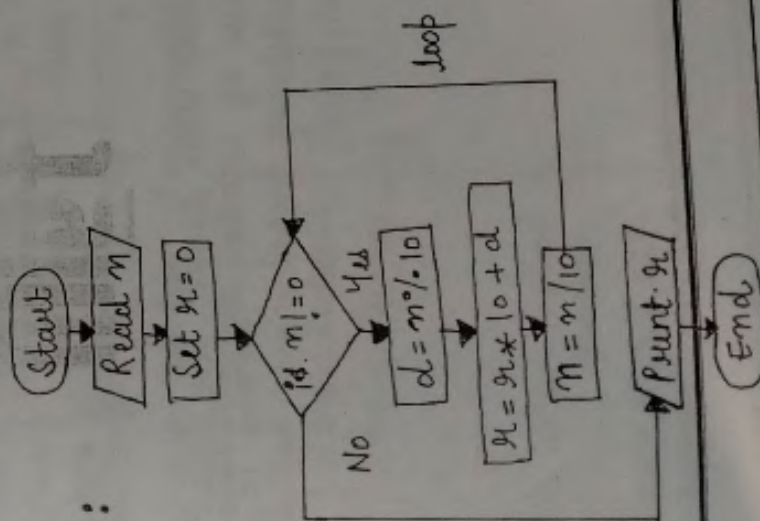 Start
Read n
Set r = 0
if n != 0
Yes
No
d = n % 10
r = r * 10 + d
n = n / 10
loop
Print r
End